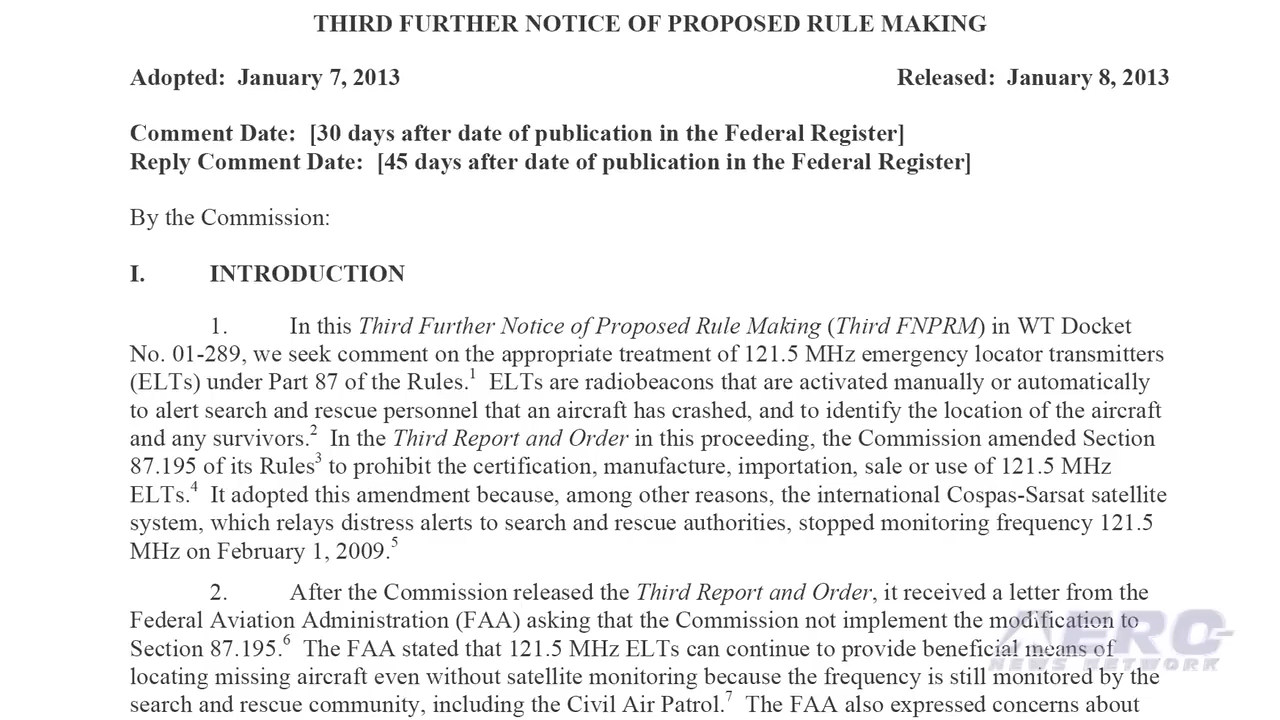 THIRD FURTHER NOTICE OF PROPOSED RULE MAKING
Adopted:  January 7, 2013 Released:  January 8, 2013
Comment Date:  [30 days after date of publication in the Federal Register]
Reply Comment Date:  [45 days after date of publication in the Federal Register]
By the Commission:
I. INTRODUCTION
1. In this Third Further Notice of Proposed Rule Making (Third FNPRM) in WT Docket
No. 01-289, we seek comment on the appropriate treatment of 121.5 MHz emergency locator transmitters
(ELTs) under Part 87 of the Rules.1  ELTs are radiobeacons that are activated manually or automatically
to alert search and rescue personnel that an aircraft has crashed, and to identify the location of the aircraft
and any survivors.2  In the Third Report and Order in this proceeding, the Commission amended Section
87.195 of its Rules3 to prohibit the certification, manufacture, importation, sale or use of 121.5 MHz
ELTs.4  It adopted this amendment because, among other reasons, the international Cospas-Sarsat satellite
system, which relays distress alerts to search and rescue authorities, stopped monitoring frequency 121.5
MHz on February 1, 2009.5
2. After the Commission released the Third Report and Order, it received a letter from the
Federal Aviation Administration (FAA) asking that the Commission not implement the modification to
Section 87.195.6  The FAA stated that 121.5 MHz ELTs can continue to provide beneficial means of
locating missing aircraft even without satellite monitoring because the frequency is still monitored by the
search and rescue community, including the Civil Air Patrol.7  The FAA also expressed concerns about
AERO
NEWS NETWORK